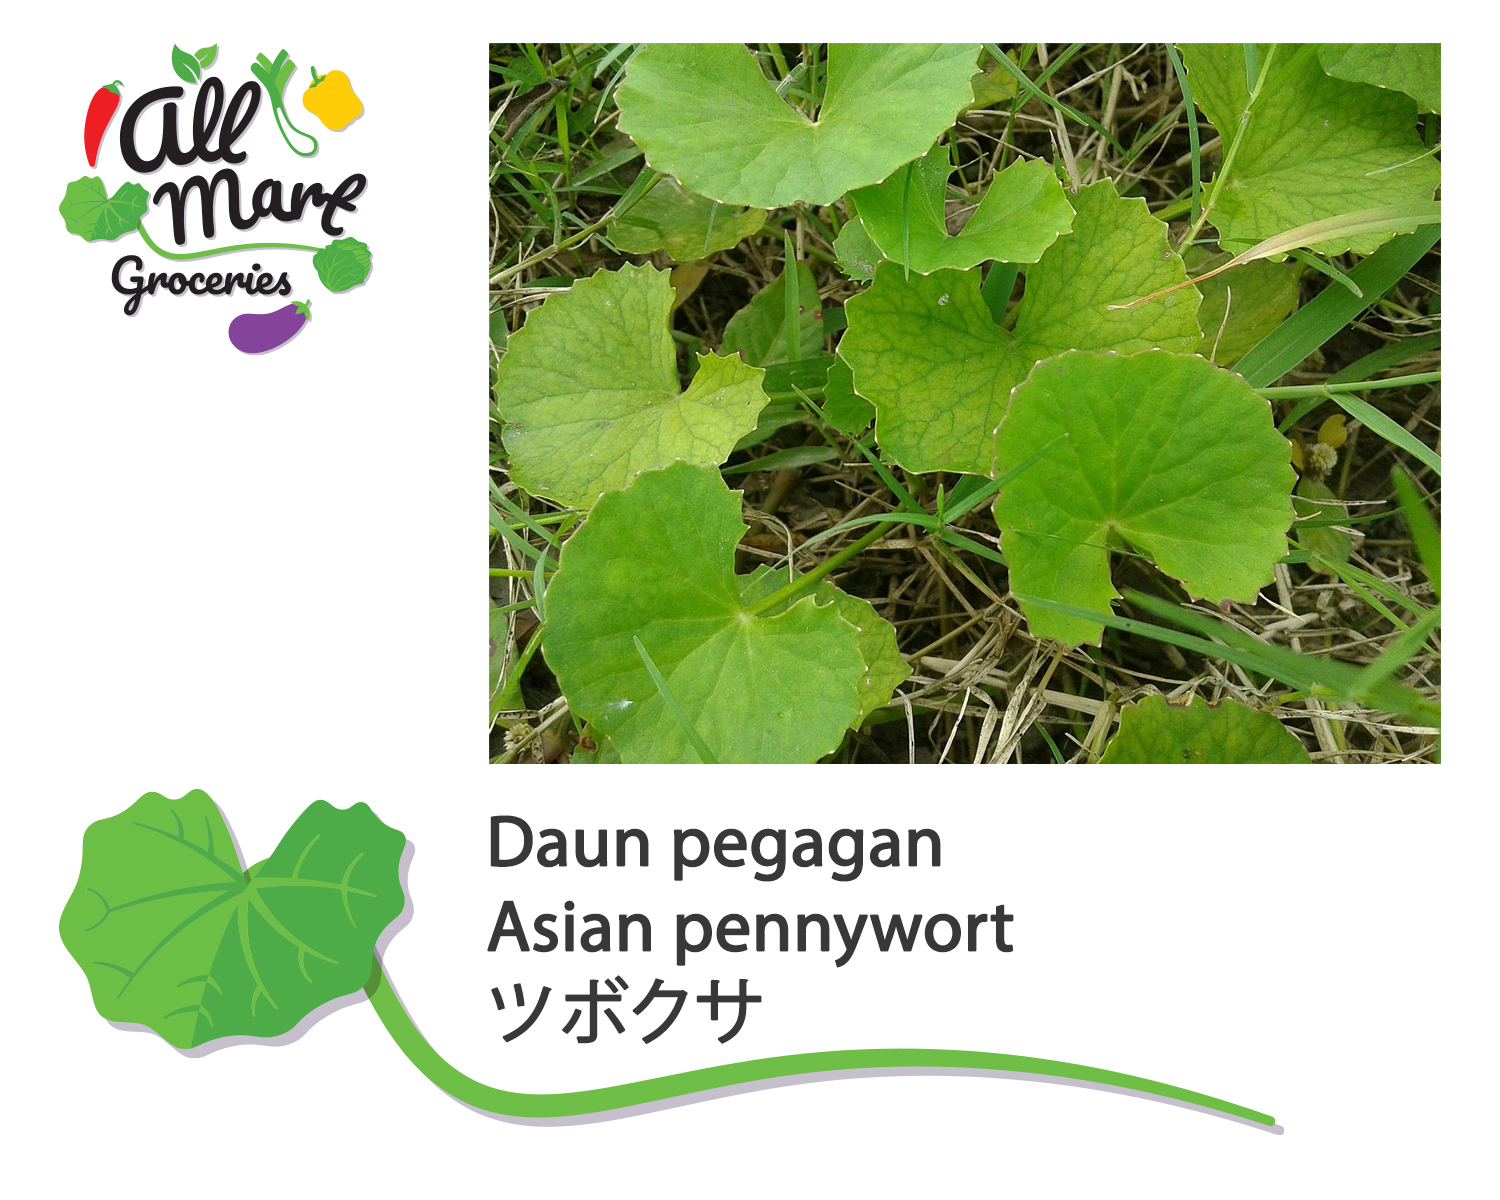 all
mart
Groceries
Daun pegagan
Asian pennywort
ツボクサ